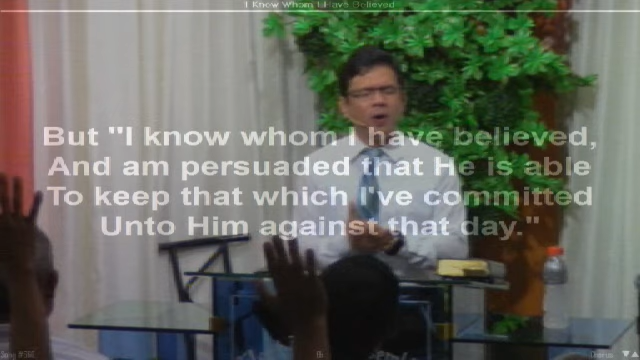 I Know Whom I Have Believed
But "I know whom I have believed,
And am persuaded that He is able
To keep that which I've committed
Unto Him against that day."
Chorus